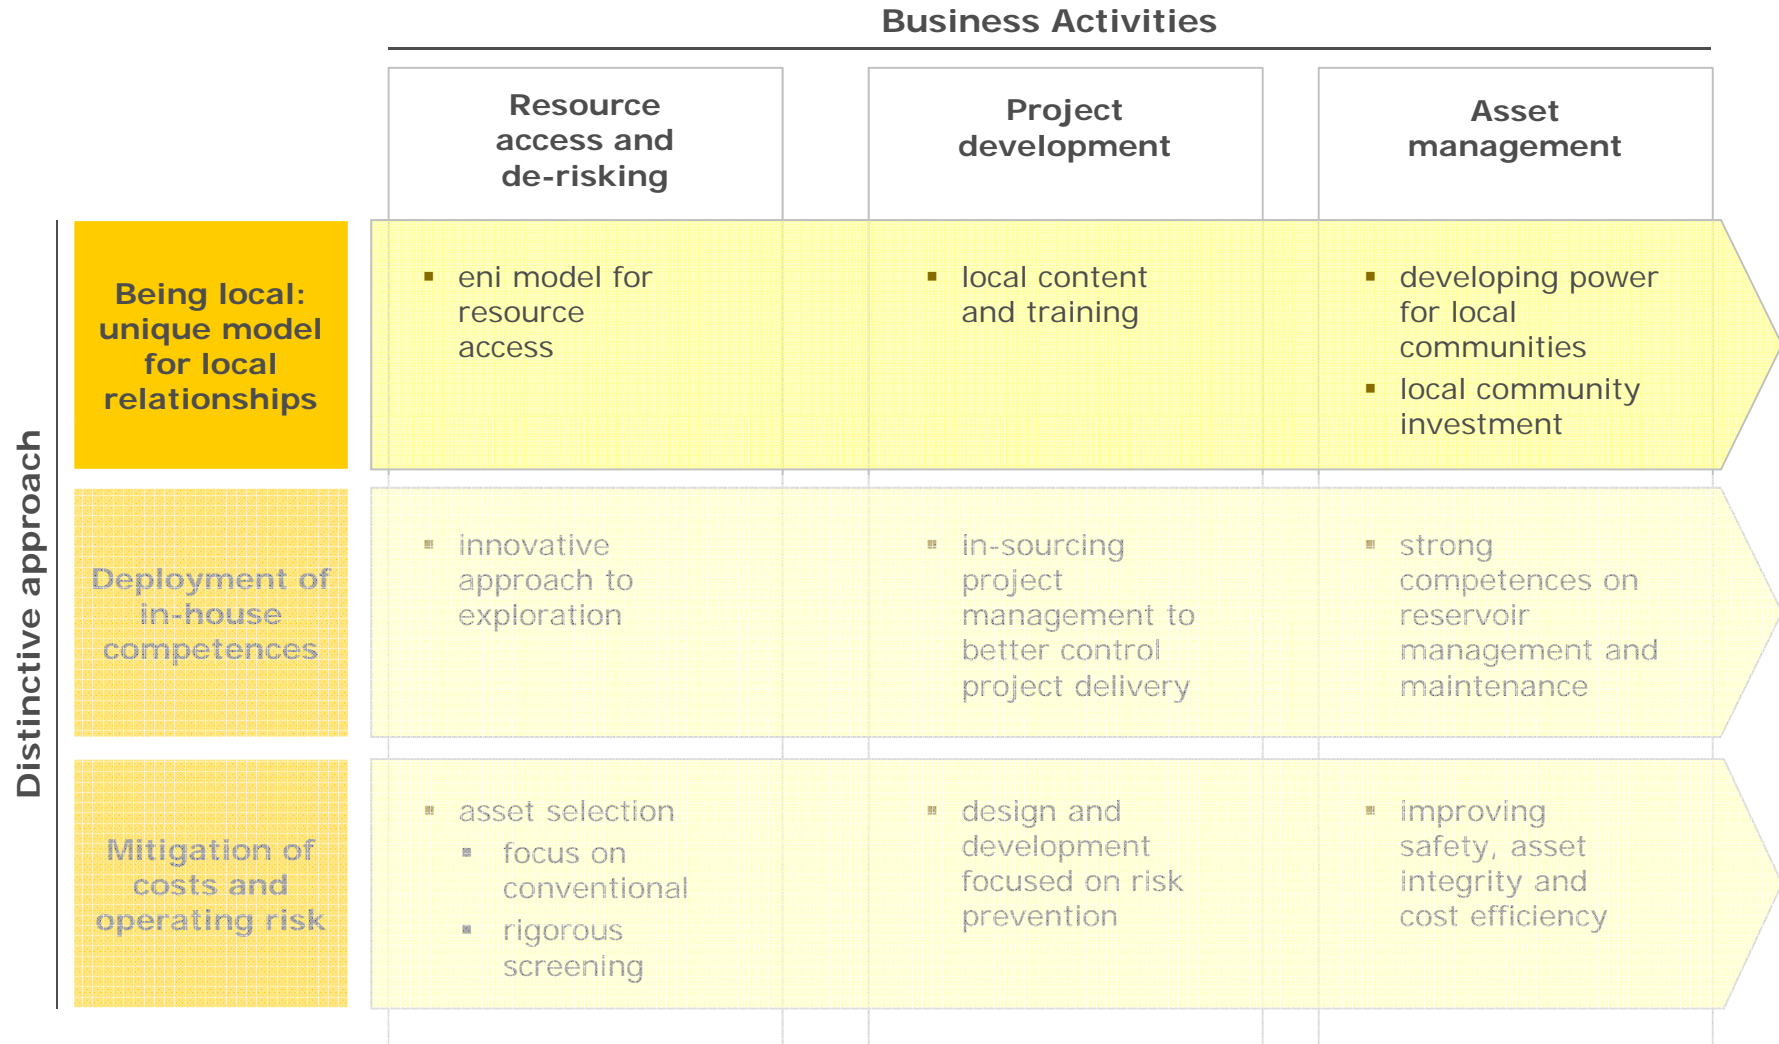 Business Activities
Resource
access and
de-risking
Project
development
Asset
management
Distinctive approach
Being local:
unique model
for local
relationships
▪ eni model for
resource
access
▪ local content
and training
▪ developing power
for local
communities
▪ local community
investment
Deployment of
in-house
competences
▪ innovative
approach to
exploration
▪ in-sourcing
project
management to
better control
project delivery
▪ strong
competences on
reservoir
management and
maintenance
Mitigation of
costs and
operating risk
▪ asset selection
▪ focus on
conventional
▪ rigorous
screening
▪ design and
development
focused on risk
prevention
▪ improving
safety, asset
integrity and
cost efficiency